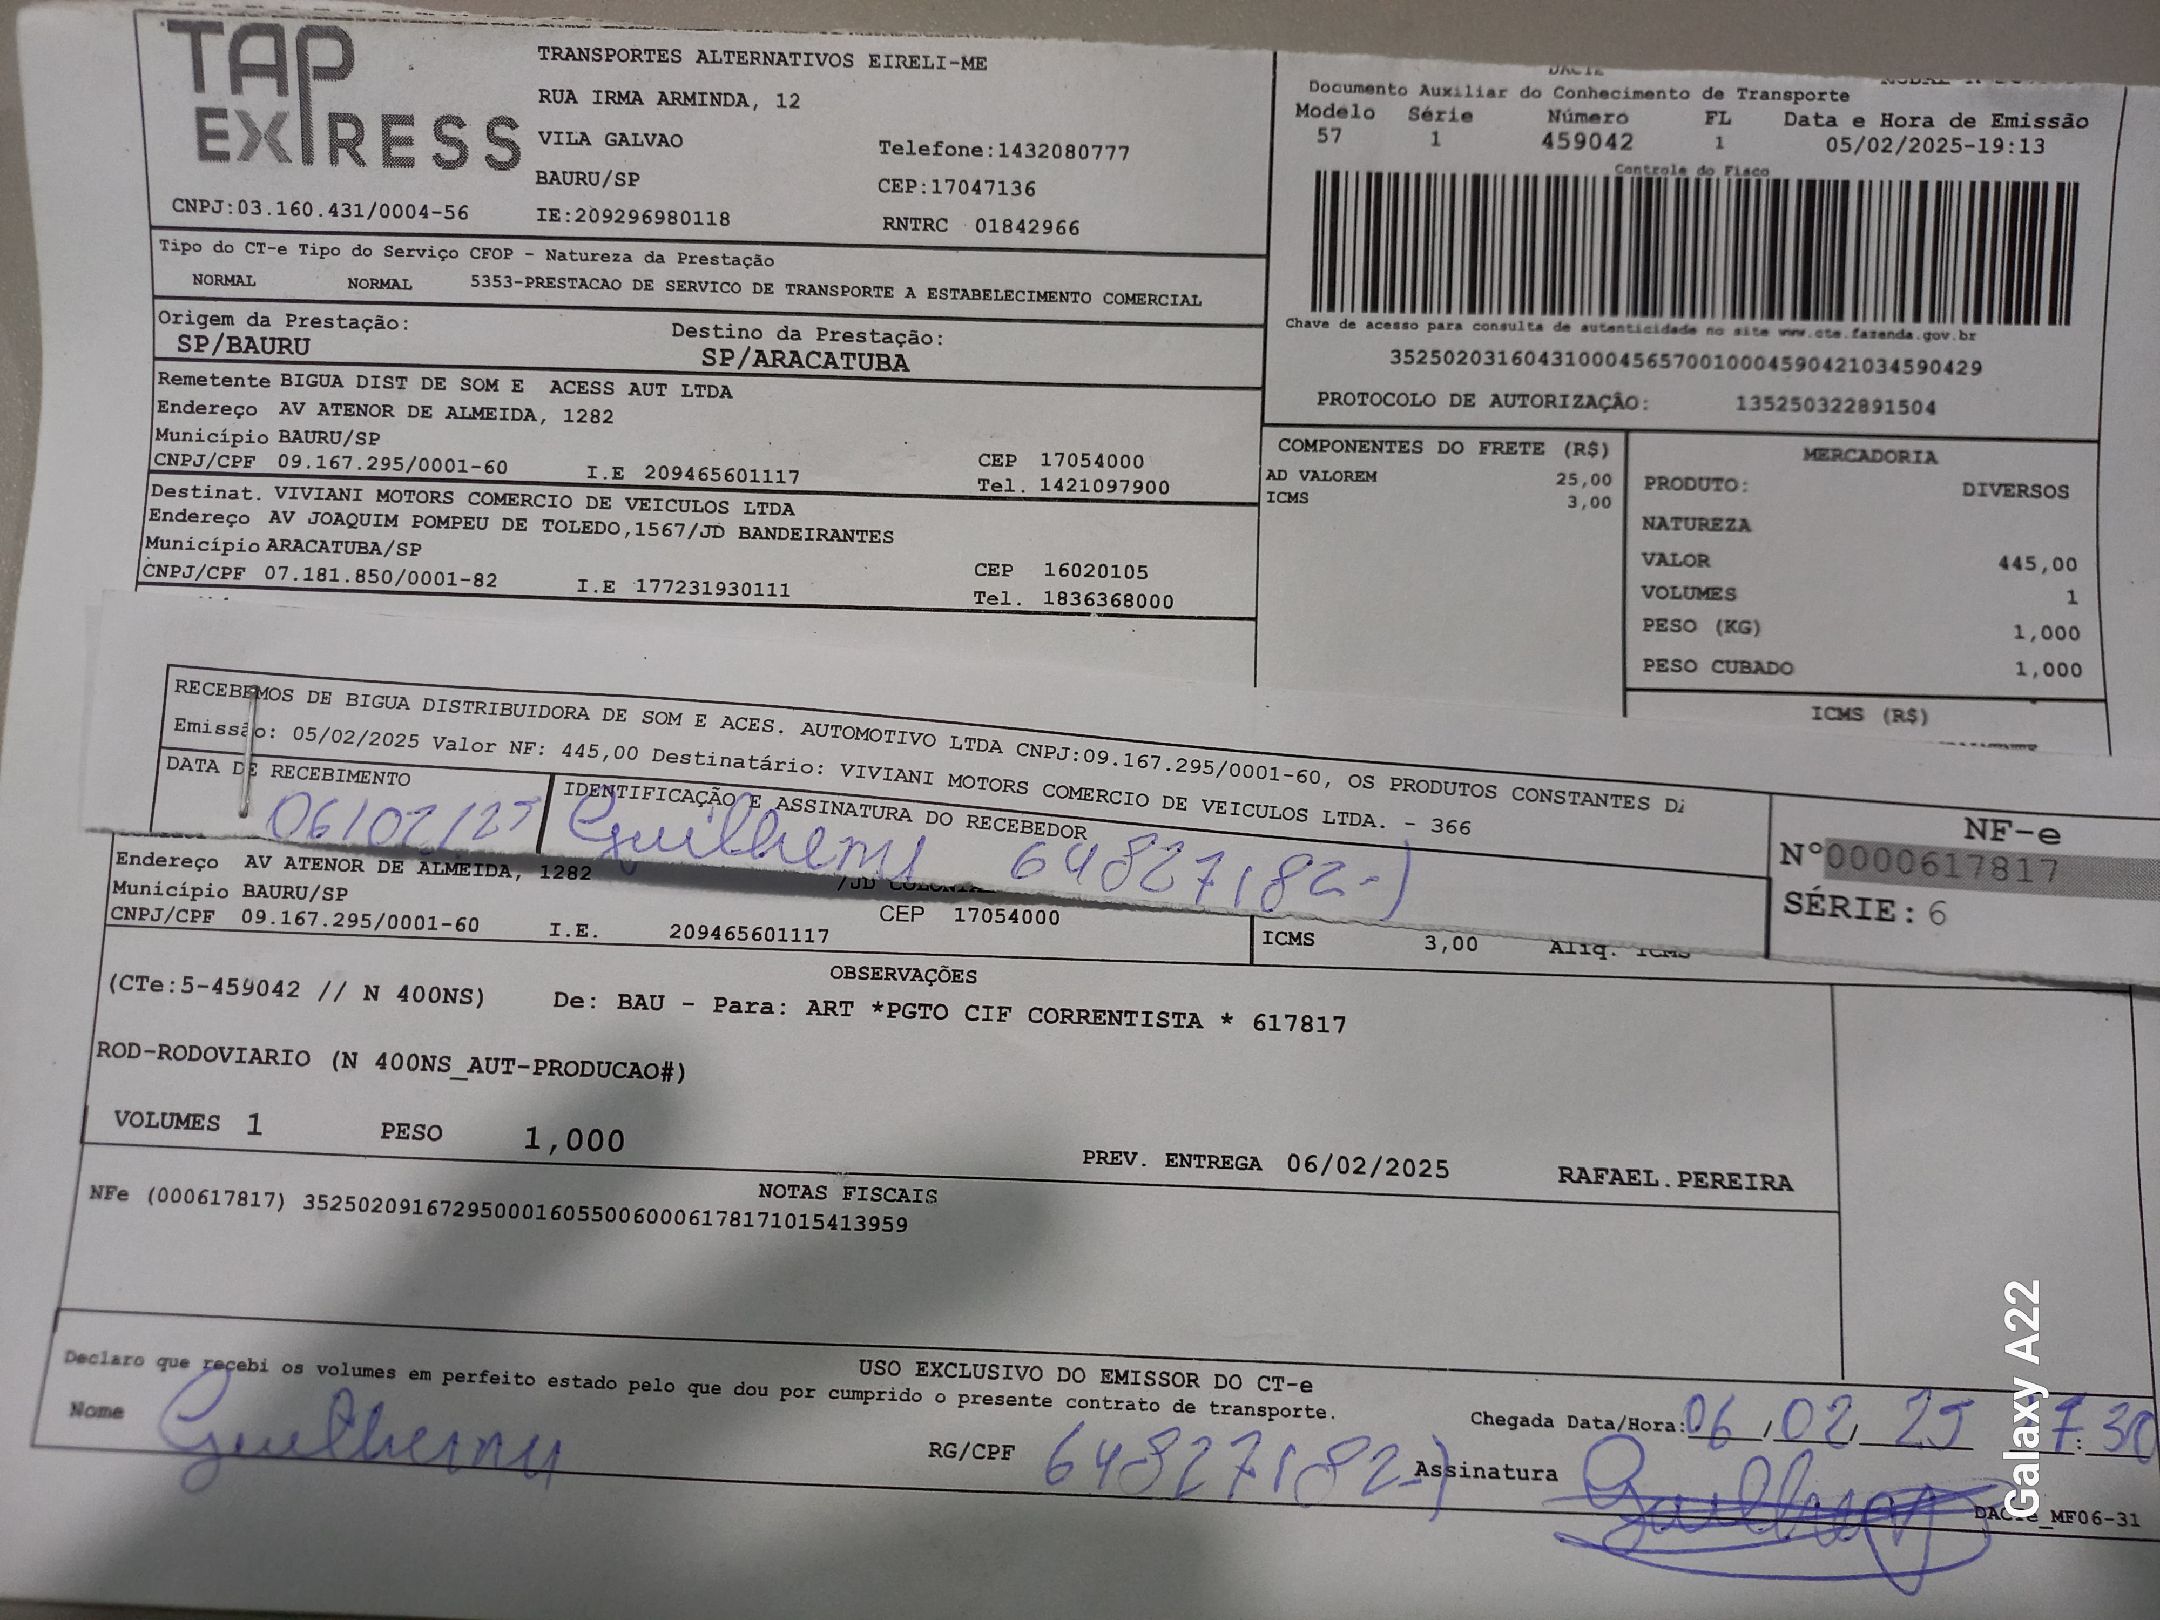 TAP EXPRESS
TRANSPORTES ALTERNATIVOS EIRELI-ME
RUA IRMA ARMINDA, 12
VILA GALVAO
Telefone:1432080777
BAURU/SP
CEP:17047136
CNPJ:03.160.431/0004-56
IE:209296980118
RNTRC 01842966
DACTE
Documento Auxiliar do Conhecimento de Transporte
Modelo Série Número FL Data e Hora de Emissão
57 1 459042 1 05/02/2025-19:13
Controle do Fisco
Chave de acesso para consulta de autenticidade no site www.cte.fazenda.gov.br
35250203160431000456570010004590421034590429
PROTOCOLO DE AUTORIZAÇÃO: 135250322891504
Tipo do CT-e Tipo do Serviço CFOP - Natureza da Prestação
NORMAL NORMAL 5353-PRESTACAO DE SERVICO DE TRANSPORTE A ESTABELECIMENTO COMERCIAL
Origem da Prestação: Destino da Prestação:
SP/BAURU SP/ARACATUBA
Remetente BIGUA DIST DE SOM E ACESS AUT LTDA
Endereço AV ATENOR DE ALMEIDA, 1282
Município BAURU/SP
CEP 17054000
CNPJ/CPF 09.167.295/0001-60 I.E 209465601117 Tel. 1421097900
Destinat. VIVIANI MOTORS COMERCIO DE VEICULOS LTDA
Endereço AV JOAQUIM POMPEU DE TOLEDO,1567/JD BANDEIRANTES
Município ARACATUBA/SP
CEP 16020105
CNPJ/CPF 07.181.850/0001-82 I.E 177231930111 Tel. 1836368000
COMPONENTES DO FRETE (R$)
AD VALOREM 25,00
ICMS 3,00
MERCADORIA
PRODUTO: DIVERSOS
NATUREZA
VALOR 445,00
VOLUMES 1
PESO (KG) 1,000
PESO CUBADO 1,000
ICMS (R$)
RECEBEMOS DE BIGUA DISTRIBUIDORA DE SOM E ACES. AUTOMOTIVO LTDA CNPJ:09.167.295/0001-60, OS PRODUTOS CONSTANTES DA
Emissão: 05/02/2025 Valor NF: 445,00 Destinatário: VIVIANI MOTORS COMERCIO DE VEICULOS LTDA. - 366
DATA DE RECEBIMENTO
IDENTIFICAÇÃO E ASSINATURA DO RECEBEDOR
06/02/25 Guilherme
NF-e
Nº0000617817
SÉRIE: 6
Endereço AV ATENOR DE ALMEIDA, 1282
Município BAURU/SP
CEP 17054000
CNPJ/CPF 09.167.295/0001-60 I.E. 209465601117
ICMS 3,00 Aliq. ICMS
OBSERVAÇÕES
(CTe:5-459042 // N 400NS) De: BAU - Para: ART *PGTO CIF CORRENTISTA * 617817
ROD-RODOVIARIO (N 400NS_AUT-PRODUCAO#)
VOLUMES 1 PESO 1,000
PREV. ENTREGA 06/02/2025 RAFAEL.PEREIRA
NOTAS FISCAIS
NFe (000617817) 35250209167295000160550060006178171015413959
USO EXCLUSIVO DO EMISSOR DO CT-e
Declaro que recebi os volumes em perfeito estado pelo que dou por cumprido o presente contrato de transporte.
Nome Guilherme
RG/CPF
Chegada Data/Hora: 06/02/25 7:30
Assinatura Guilherme
DACTe_MF06-31
Galaxy A22